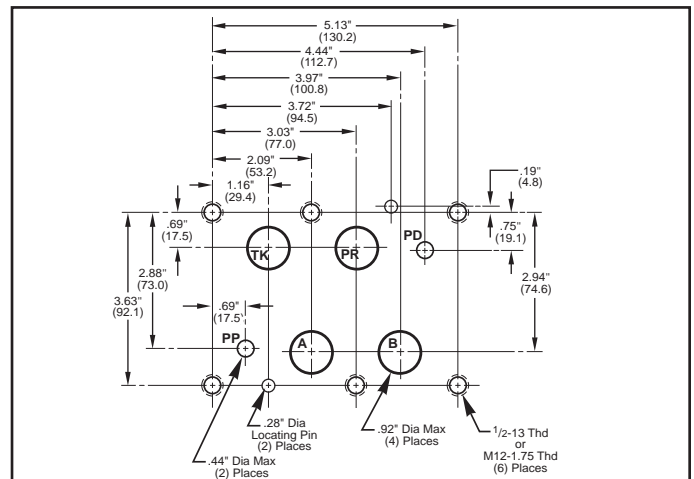 5.13"
(130.2)
4.44"
(112.7)
3.97"
(100.8)
3.72"
(94.5)
3.03"
(77.0)
2.09"
(53.2)
1.16"
(29.4)
.19"
(4.8)
.69"
(17.5)
.75"
(19.1)
PD
TK
PR
2.88"
(73.0)
2.94"
(74.6)
3.63"
(92.1)
.69"
(17.5)
PP
A
B
.28" Dia
Locating Pin
(2) Places
.92" Dia Max
(4) Places
1/2-13 Thd
or
M12-1.75 Thd
(6) Places
.44" Dia Max
(2) Places